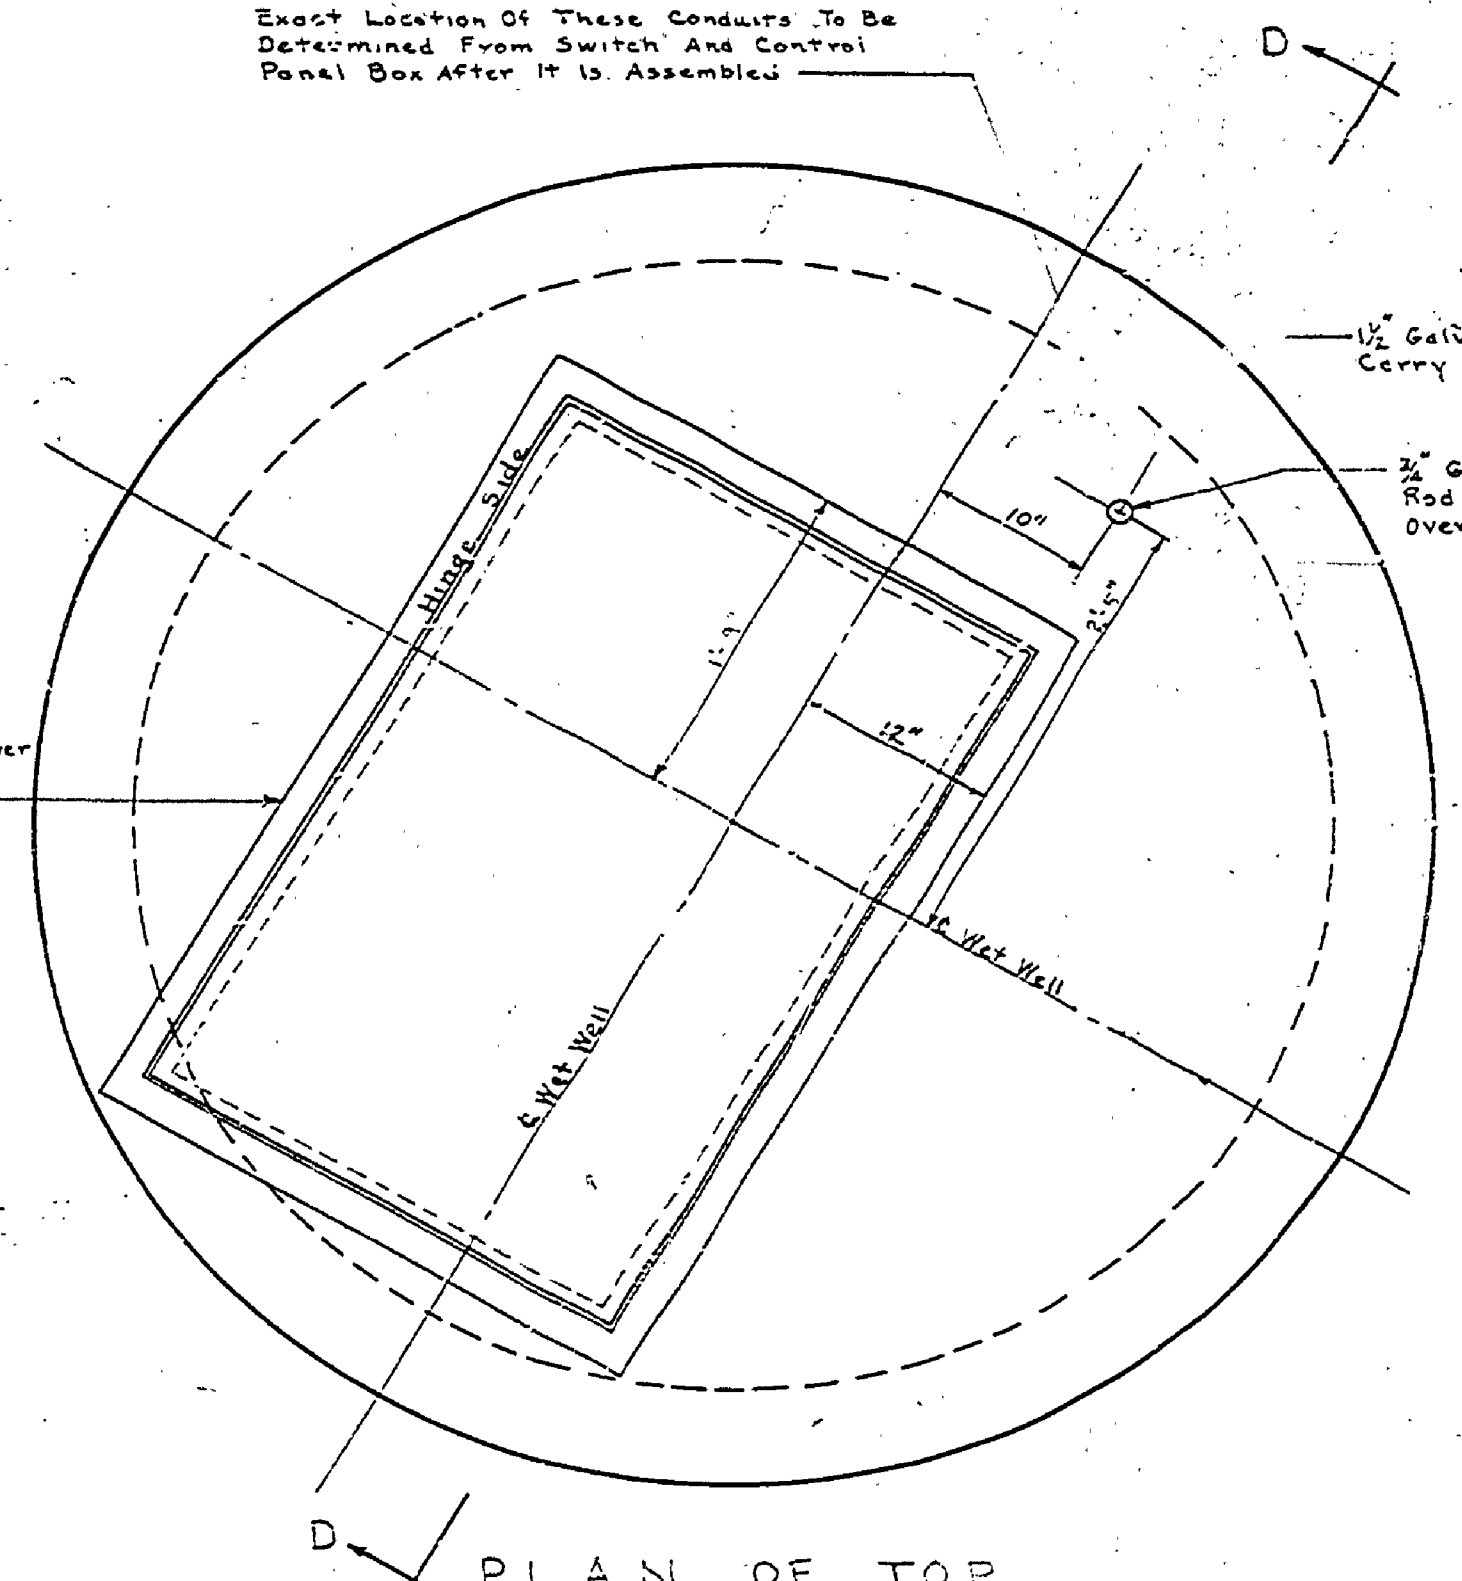 Exact Location Of These Conduits To Be
Determined From Switch And Control
Panel Box After It Is Assembled
D
1½" Galv
Carry
¾" G
Rod
Over
Hinge Side
10"
2'-5"
1'-9"
12"
ver
℄ Wet Well
℄ Wet Well
D
PLAN OF TOP